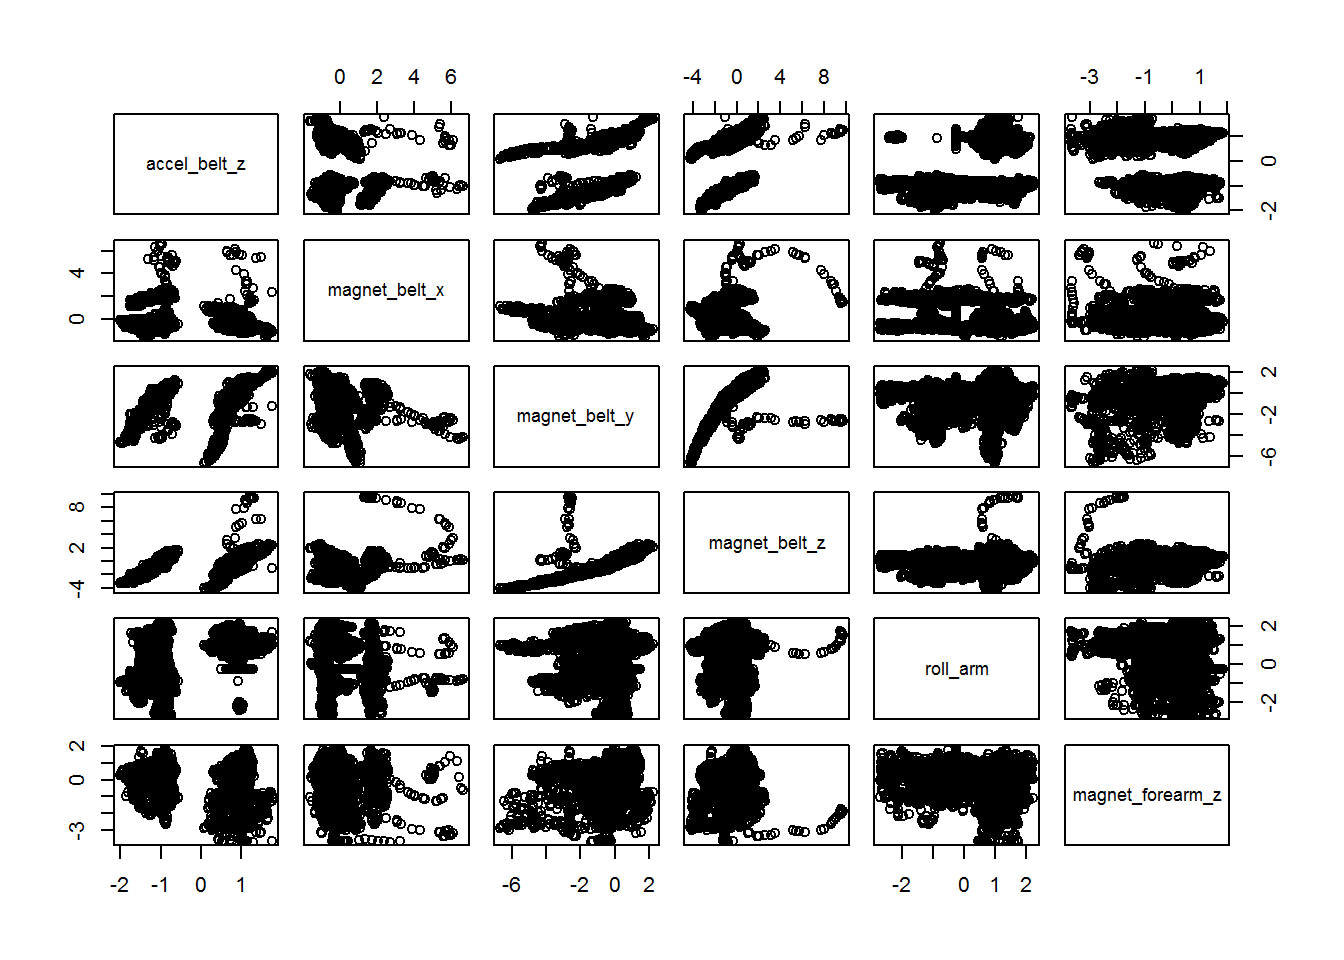 0 2 4 6
-4 0 4 8
-3 -1 1
accel_belt_z
0
-2
4
0
magnet_belt_x
magnet_belt_y
2
-2
-6
8
2
-4
magnet_belt_z
roll_arm
2
0
-2
2
0
-3
magnet_forearm_z
-2 -1 0 1
-6 -2 0 2
-2 0 1 2